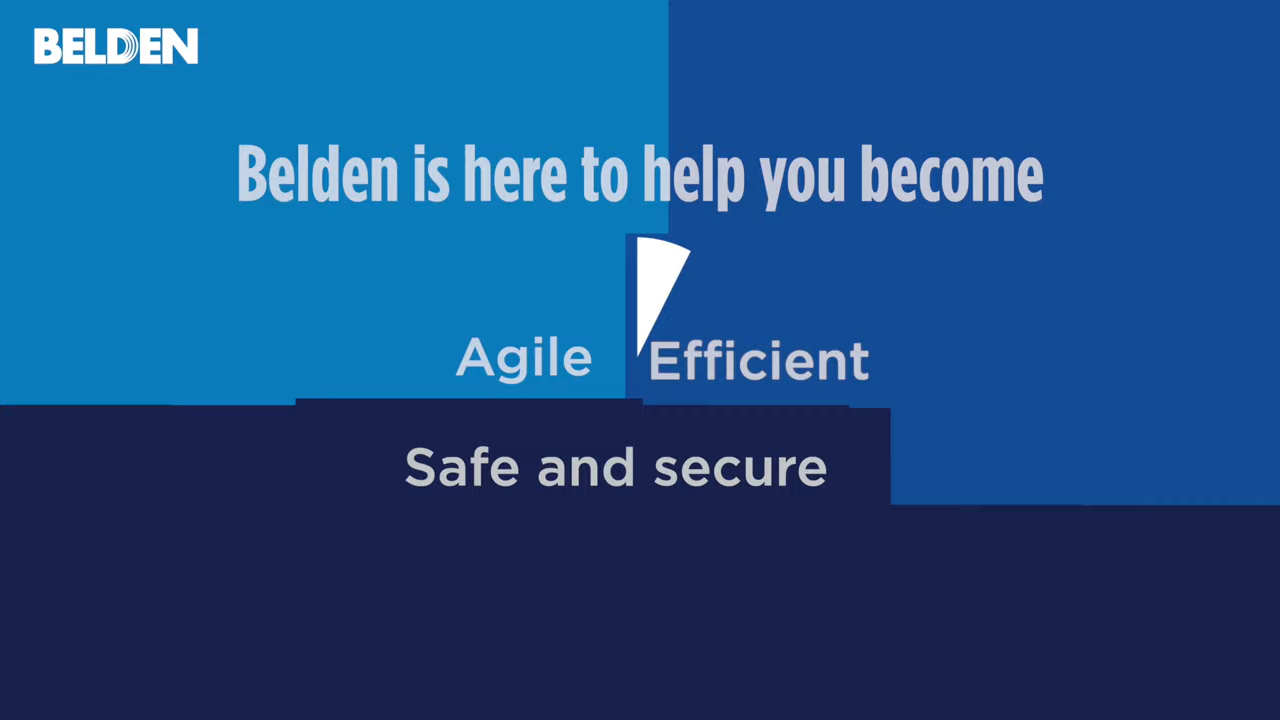 BELDEN
Belden is here to help you become
Agile
Efficient
Safe and secure